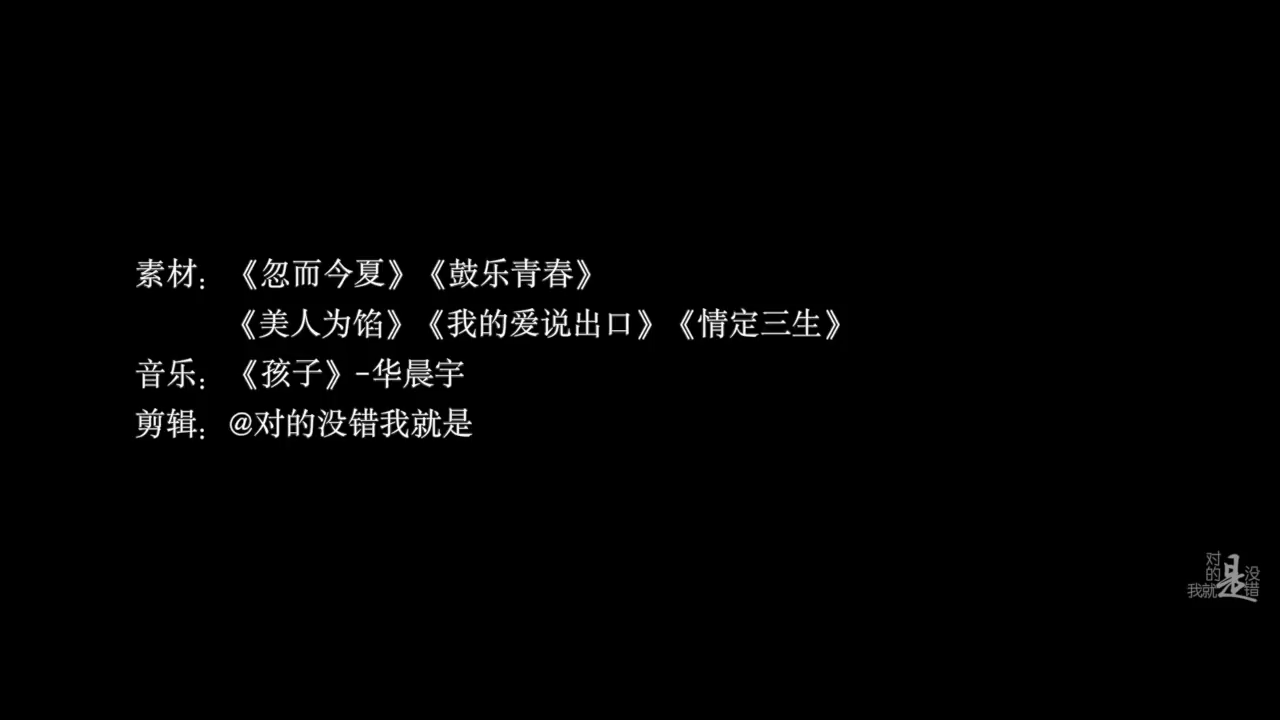 素材：《忽而今夏》《鼓乐青春》
《美人为馅》《我的爱说出口》《情定三生》
音乐：《孩子》-华晨宇
剪辑：@对的没错我就是
对的没错
我就是